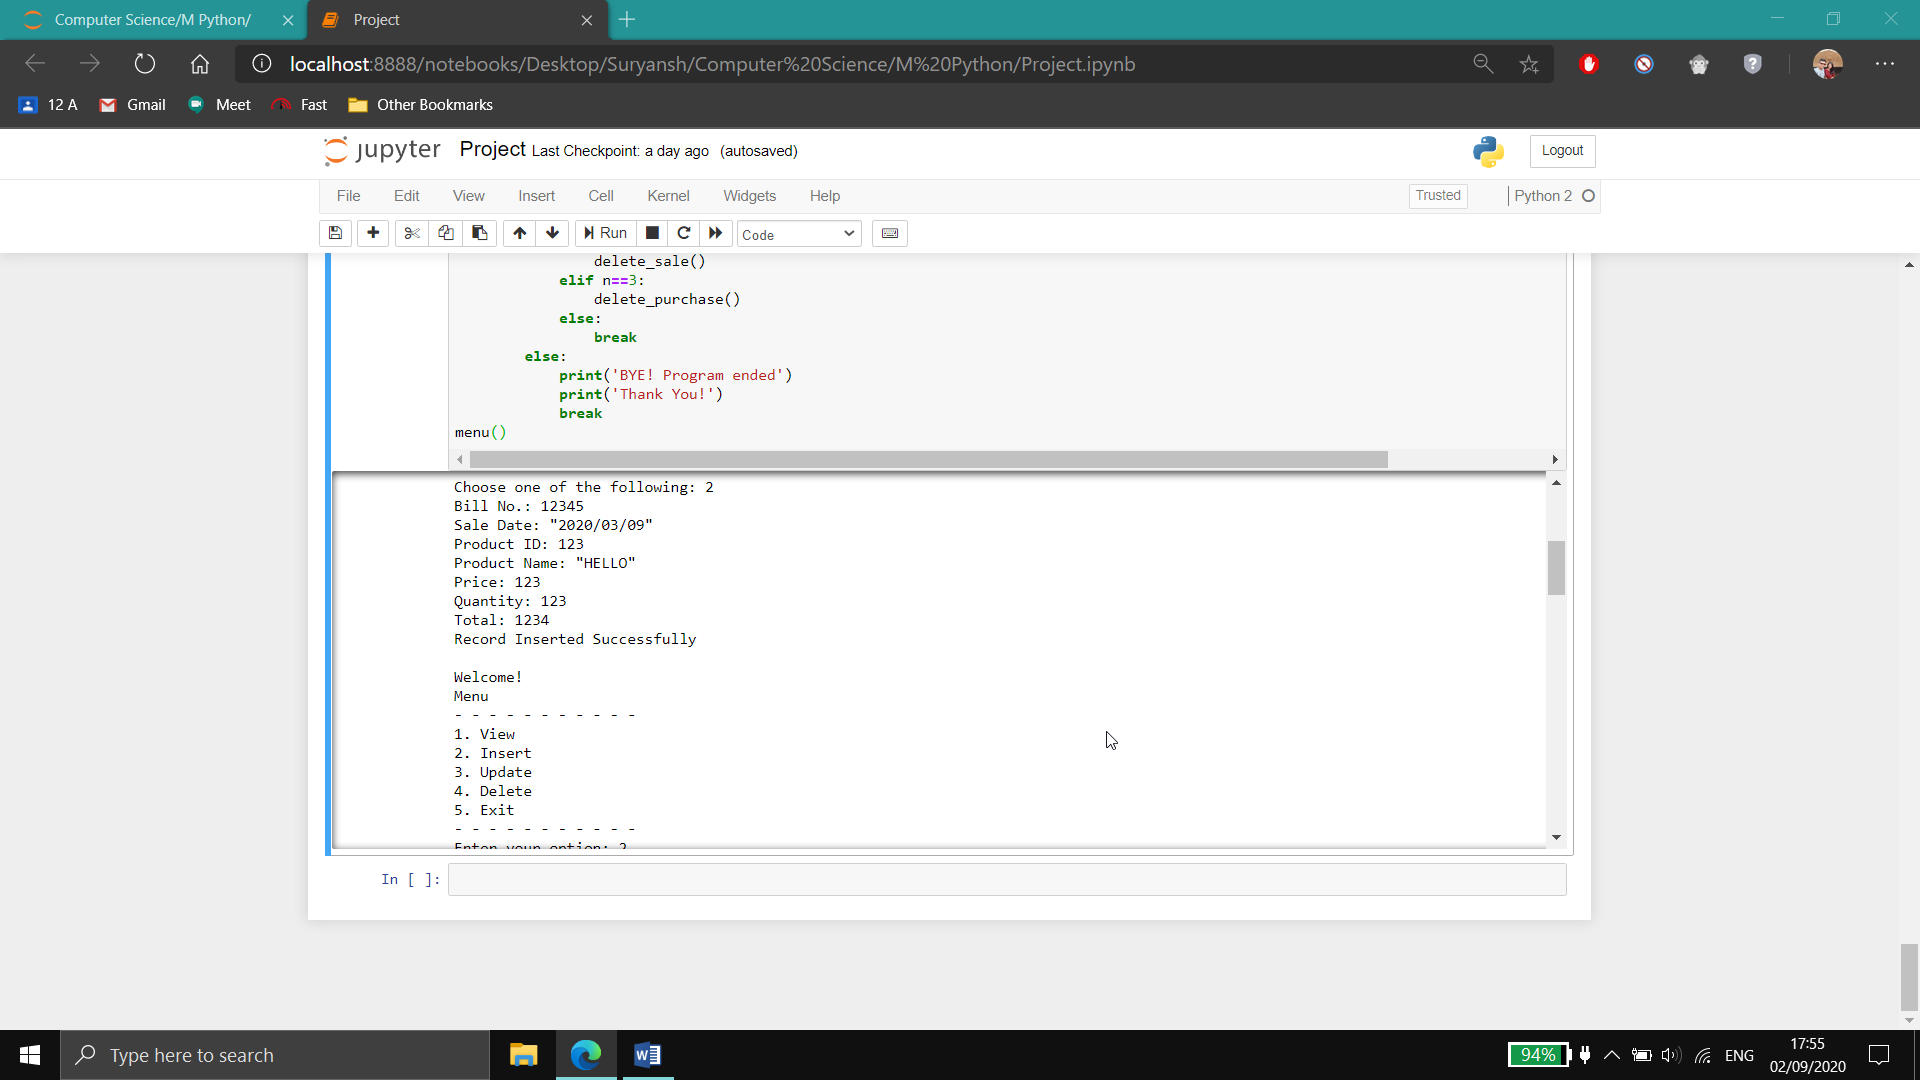 Computer Science/M Python/
Project
localhost:8888/notebooks/Desktop/Suryansh/Computer%20Science/M%20Python/Project.ipynb
12 A
Gmail
Meet
Fast
Other Bookmarks
jupyter
Project Last Checkpoint: a day ago (autosaved)
Logout
File Edit View Insert Cell Kernel Widgets Help
Trusted
Python 2
Run
Code
delete_sale()
elif n==3:
delete_purchase()
else:
break
else:
print('BYE! Program ended')
print('Thank You!')
break
menu()
Choose one of the following: 2
Bill No.: 12345
Sale Date: "2020/03/09"
Product ID: 123
Product Name: "HELLO"
Price: 123
Quantity: 123
Total: 1234
Record Inserted Successfully
Welcome!
Menu
- - - - - - - - - - -
1. View
2. Insert
3. Update
4. Delete
5. Exit
- - - - - - - - - - -
Enter your option: 2
In [ ]:
Type here to search
94%
ENG
17:55
02/09/2020